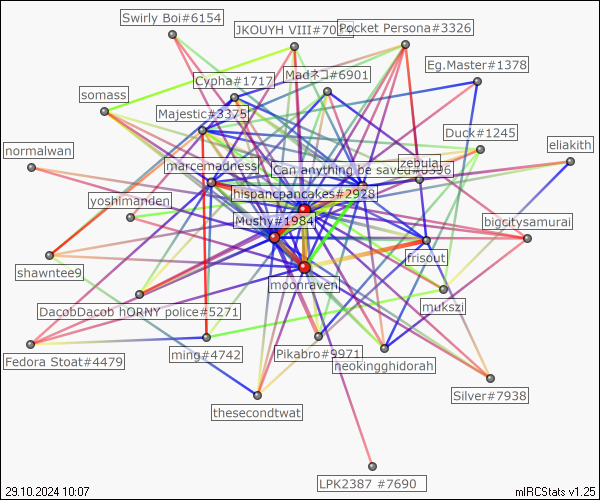 Swirly Boi#6154
JKOUYH VIII#70
Pocket Persona#3326
Eg.Master#1378
Cypha#1717
Madネコ#6901
somass
Majestic#3375
Duck#1245
eliakith
normalwan
marcemadness
Can anything be saved#
zebula
hispancpancakes#2928
yoshimanden
Mushy#1984
bigcitysamurai
frisout
shawntee9
moonraven
mukszi
DacobDacob hORNY police#5271
Fedora Stoat#4479
ming#4742
Pikabro#9971
neokingghidorah
Silver#7938
thesecondtwat
LPK2387 #7690
29.10.2024 10:07
mIRCStats v1.25